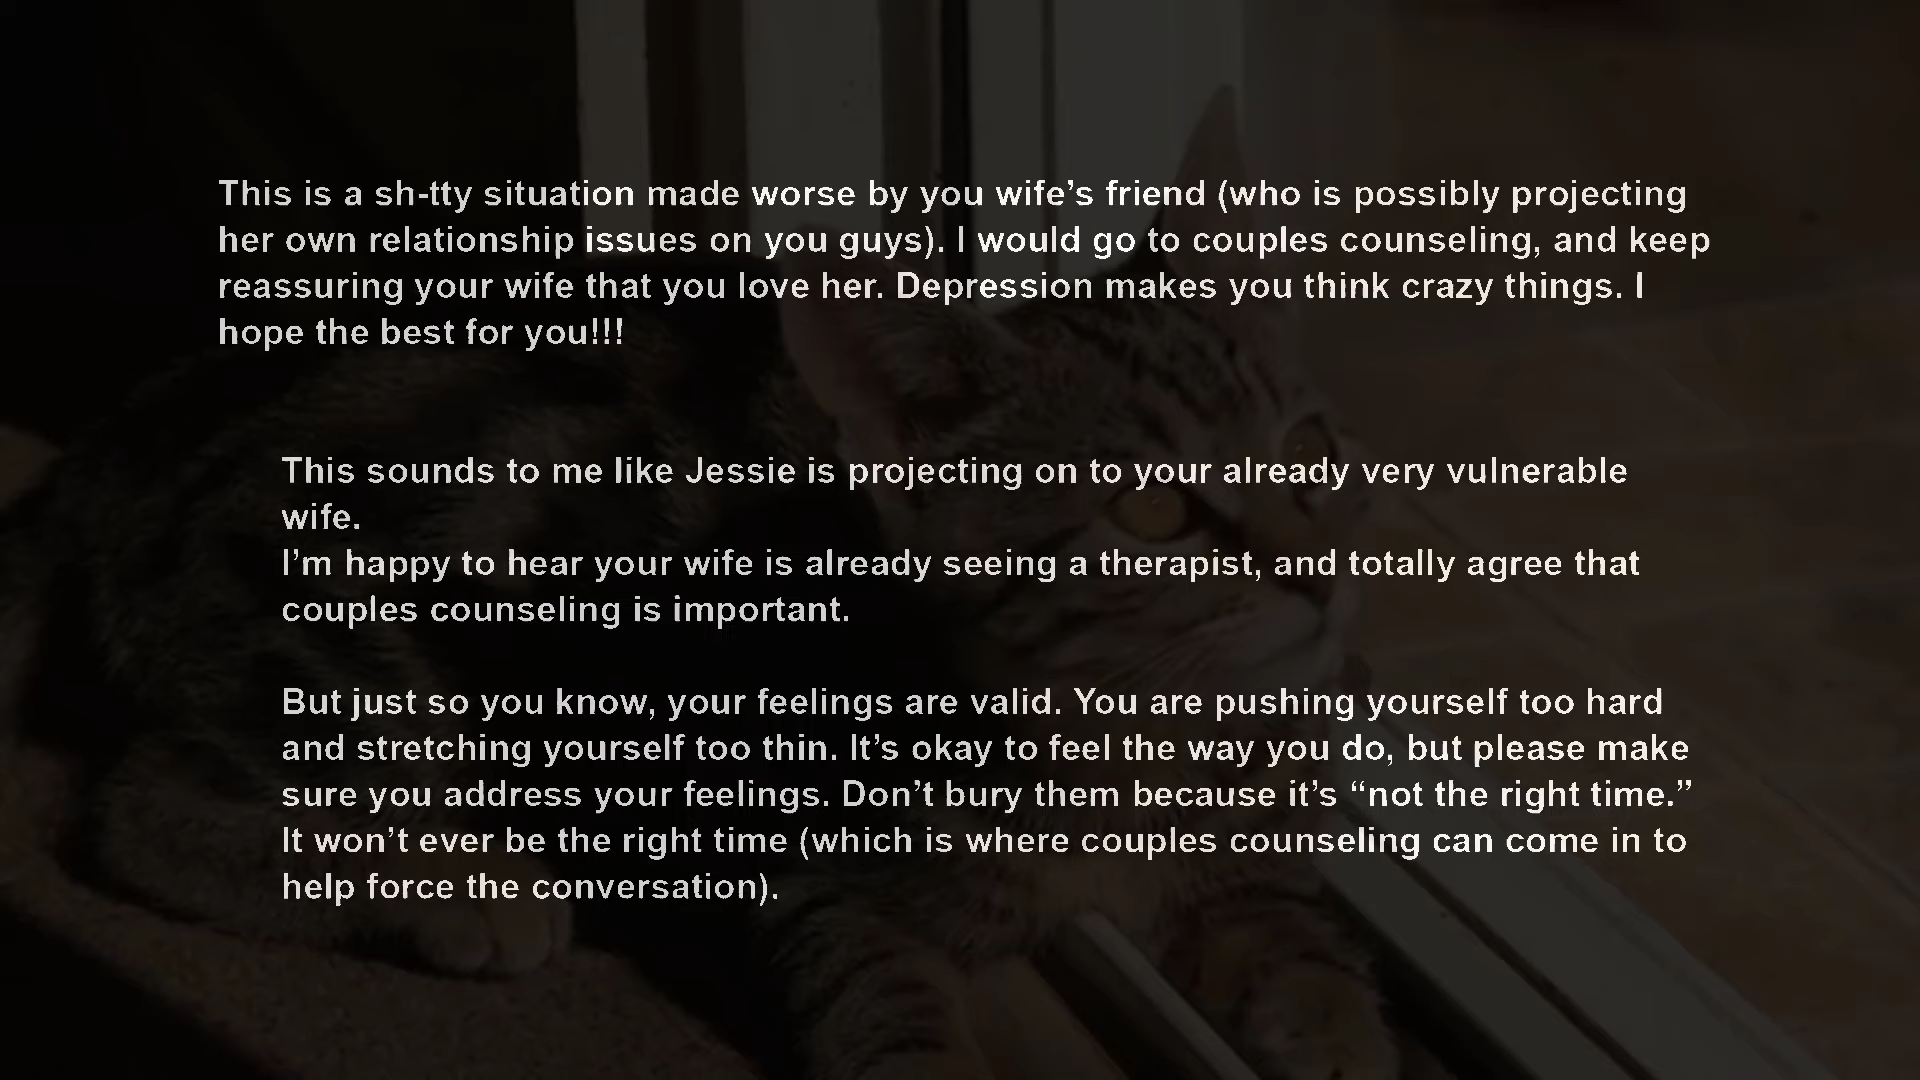 This is a sh-tty situation made worse by you wife’s friend (who is possibly projecting
her own relationship issues on you guys). I would go to couples counseling, and keep
reassuring your wife that you love her. Depression makes you think crazy things. I
hope the best for you!!!
This sounds to me like Jessie is projecting on to your already very vulnerable
wife.
I’m happy to hear your wife is already seeing a therapist, and totally agree that
couples counseling is important.
But just so you know, your feelings are valid. You are pushing yourself too hard
and stretching yourself too thin. It’s okay to feel the way you do, but please make
sure you address your feelings. Don’t bury them because it’s “not the right time.”
It won’t ever be the right time (which is where couples counseling can come in to
help force the conversation).